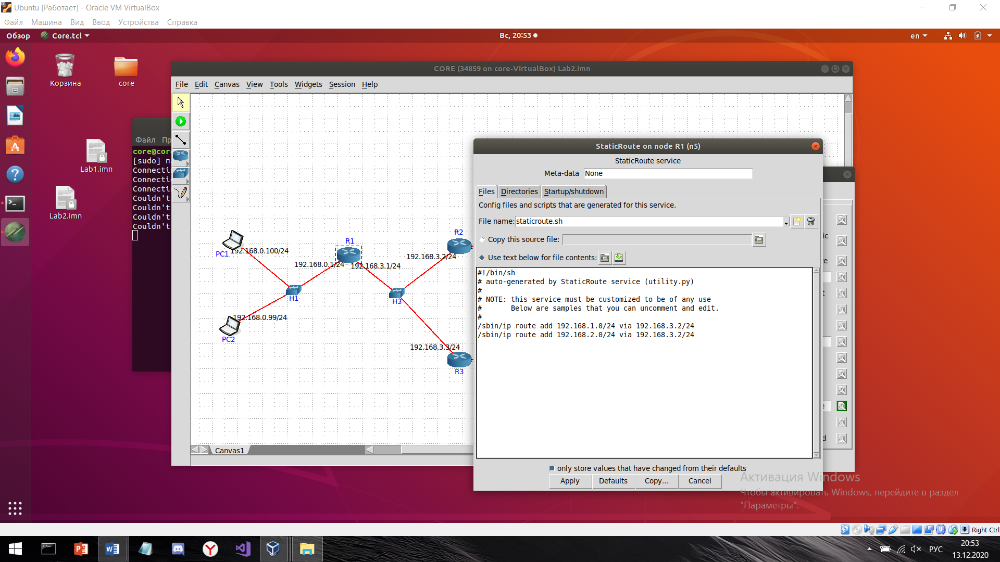 Ubuntu [Работает] - Oracle VM VirtualBox
Файл Машина Вид Ввод Устройства Справка
Обзор Core.tcl Вс, 20:53 en
Корзина core
CORE (34859 on core-VirtualBox) Lab2.imn
File Edit Canvas View Tools Widgets Session Help
Файл Пр
core@cor
[sudo] п
Connecti
Connecti
Connecti
Couldn't
Couldn't
Couldn't
Couldn't
Lab1.imn
Lab2.imn
StaticRoute on node R1 (n5)
StaticRoute service
Meta-data None
Files Directories Startup/shutdown
Config files and scripts that are generated for this service.
File name: staticroute.sh
Copy this source file:
Use text below for file contents:
#!/bin/sh
# auto-generated by StaticRoute service (utility.py)
#
# NOTE: this service must be customized to be of any use
#       Below are samples that you can uncomment and edit.
#
/sbin/ip route add 192.168.1.0/24 via 192.168.3.2/24
/sbin/ip route add 192.168.2.0/24 via 192.168.3.2/24
only store values that have changed from their defaults
Apply Defaults Copy... Cancel
R2
R1
192.168.0.100/24
PC1
192.168.3.2/24
192.168.0.1/24
192.168.3.1/24
H1
H3
192.168.0.99/24
PC2
192.168.3.3/24
R3
Canvas1
Активация Windows
Чтобы активировать Windows, перейдите в раздел
"Параметры".
Right Ctrl
РУС
20:53
13.12.2020